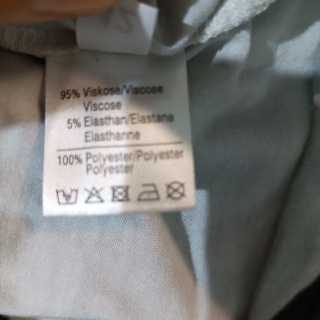 95% Viskose/Viscose
Viscose
5% Elasthan/Elastane
Elasthanne
100% Polyester/Polyester
Polyester